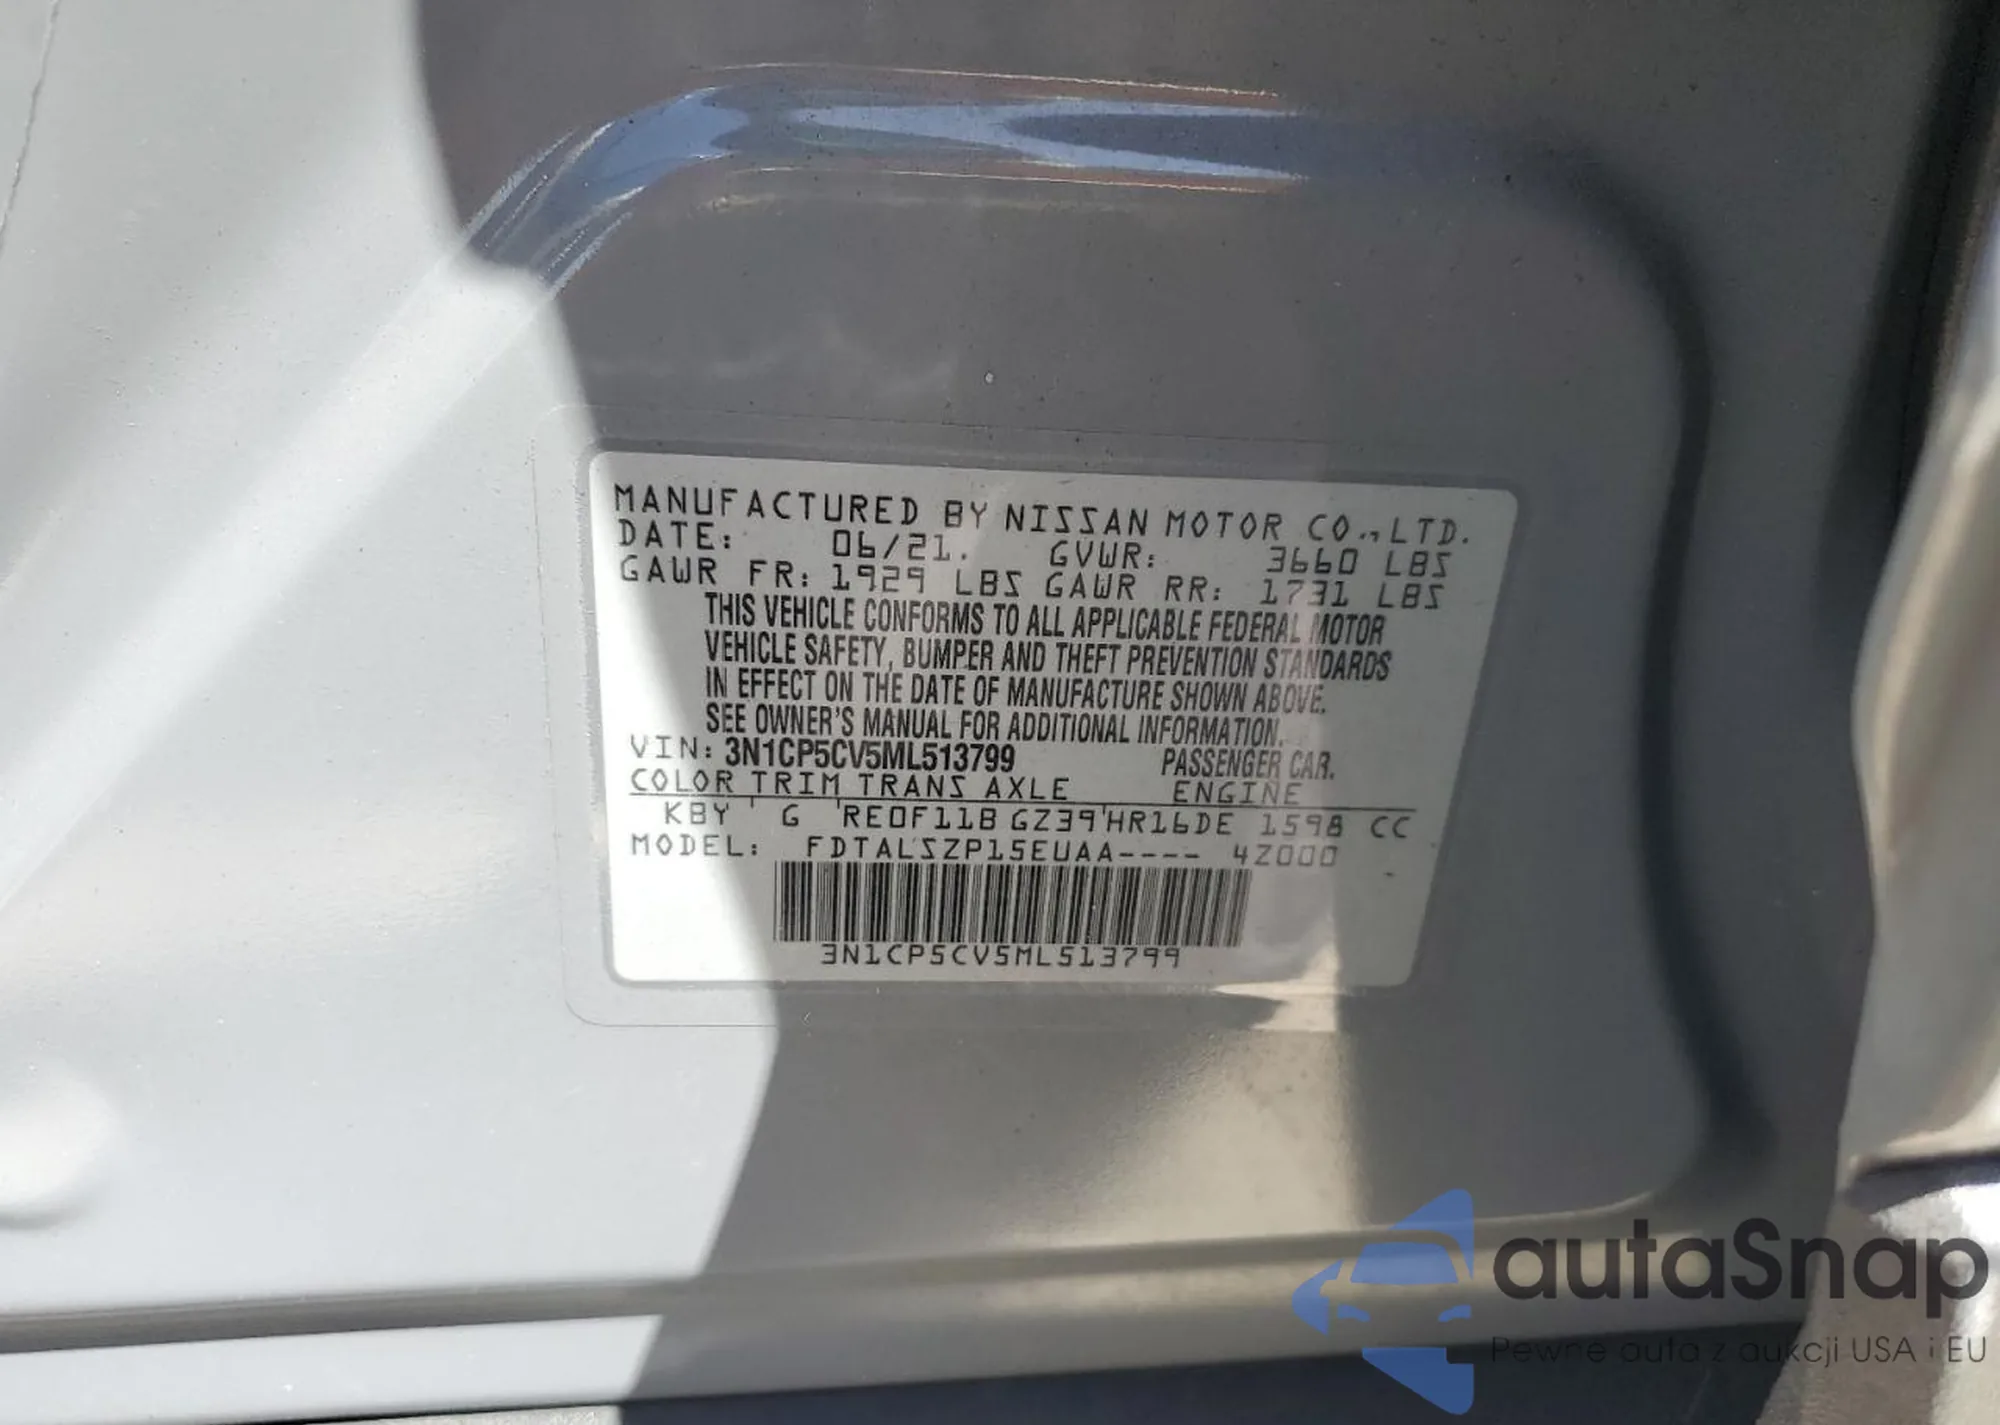 MANUFACTURED BY NISSAN MOTOR CO.,LTD.
DATE: 06/21. GVWR: 3660 LBS
GAWR FR: 1929 LBS GAWR RR: 1731 LBS
THIS VEHICLE CONFORMS TO ALL APPLICABLE FEDERAL MOTOR
VEHICLE SAFETY, BUMPER AND THEFT PREVENTION STANDARDS
IN EFFECT ON THE DATE OF MANUFACTURE SHOWN ABOVE.
SEE OWNER'S MANUAL FOR ADDITIONAL INFORMATION.
VIN: 3N1CP5CV5ML513799 PASSENGER CAR.
COLOR TRIM TRANS AXLE ENGINE
KBY G RE0F11B GZ39 HR16DE 1598 CC
MODEL: FDTALSZP15EUAA---- 4Z000
3N1CP5CV5ML513799
autaSnap
Pewne auta z aukcji USA i EU